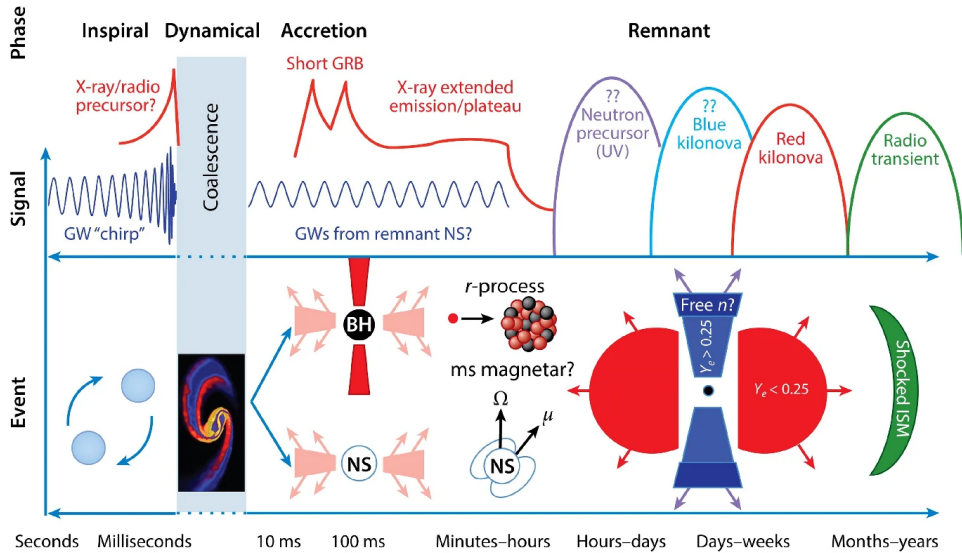 Phase
Inspiral
Dynamical
Accretion
Remnant
Signal
X-ray/radio
precursor?
GW “chirp”
Coalescence
Short GRB
X-ray extended
emission/plateau
GWs from remnant NS?
??
Neutron
precursor
(UV)
??
Blue
kilonova
Red
kilonova
Radio
transient
Event
BH
NS
r-process
ms magnetar?
Ω
μ
NS
Free n?
Yₑ > 0.25
Yₑ < 0.25
Shocked ISM
Seconds
Milliseconds
10 ms
100 ms
Minutes–hours
Hours–days
Days–weeks
Months–years